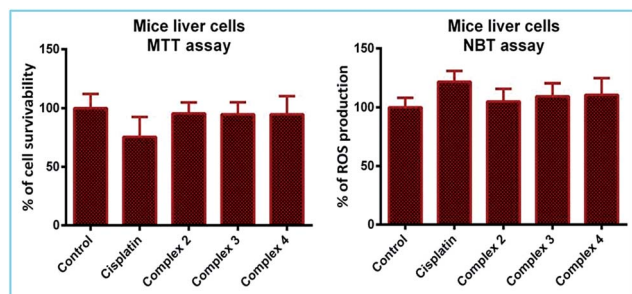 Mice liver cells
MTT assay
% of cell survivability
150
100
50
0
Control
Cisplatin
Complex 2
Complex 3
Complex 4
Mice liver cells
NBT assay
% of ROS production
150
100
50
0
Control
Cisplatin
Complex 2
Complex 3
Complex 4